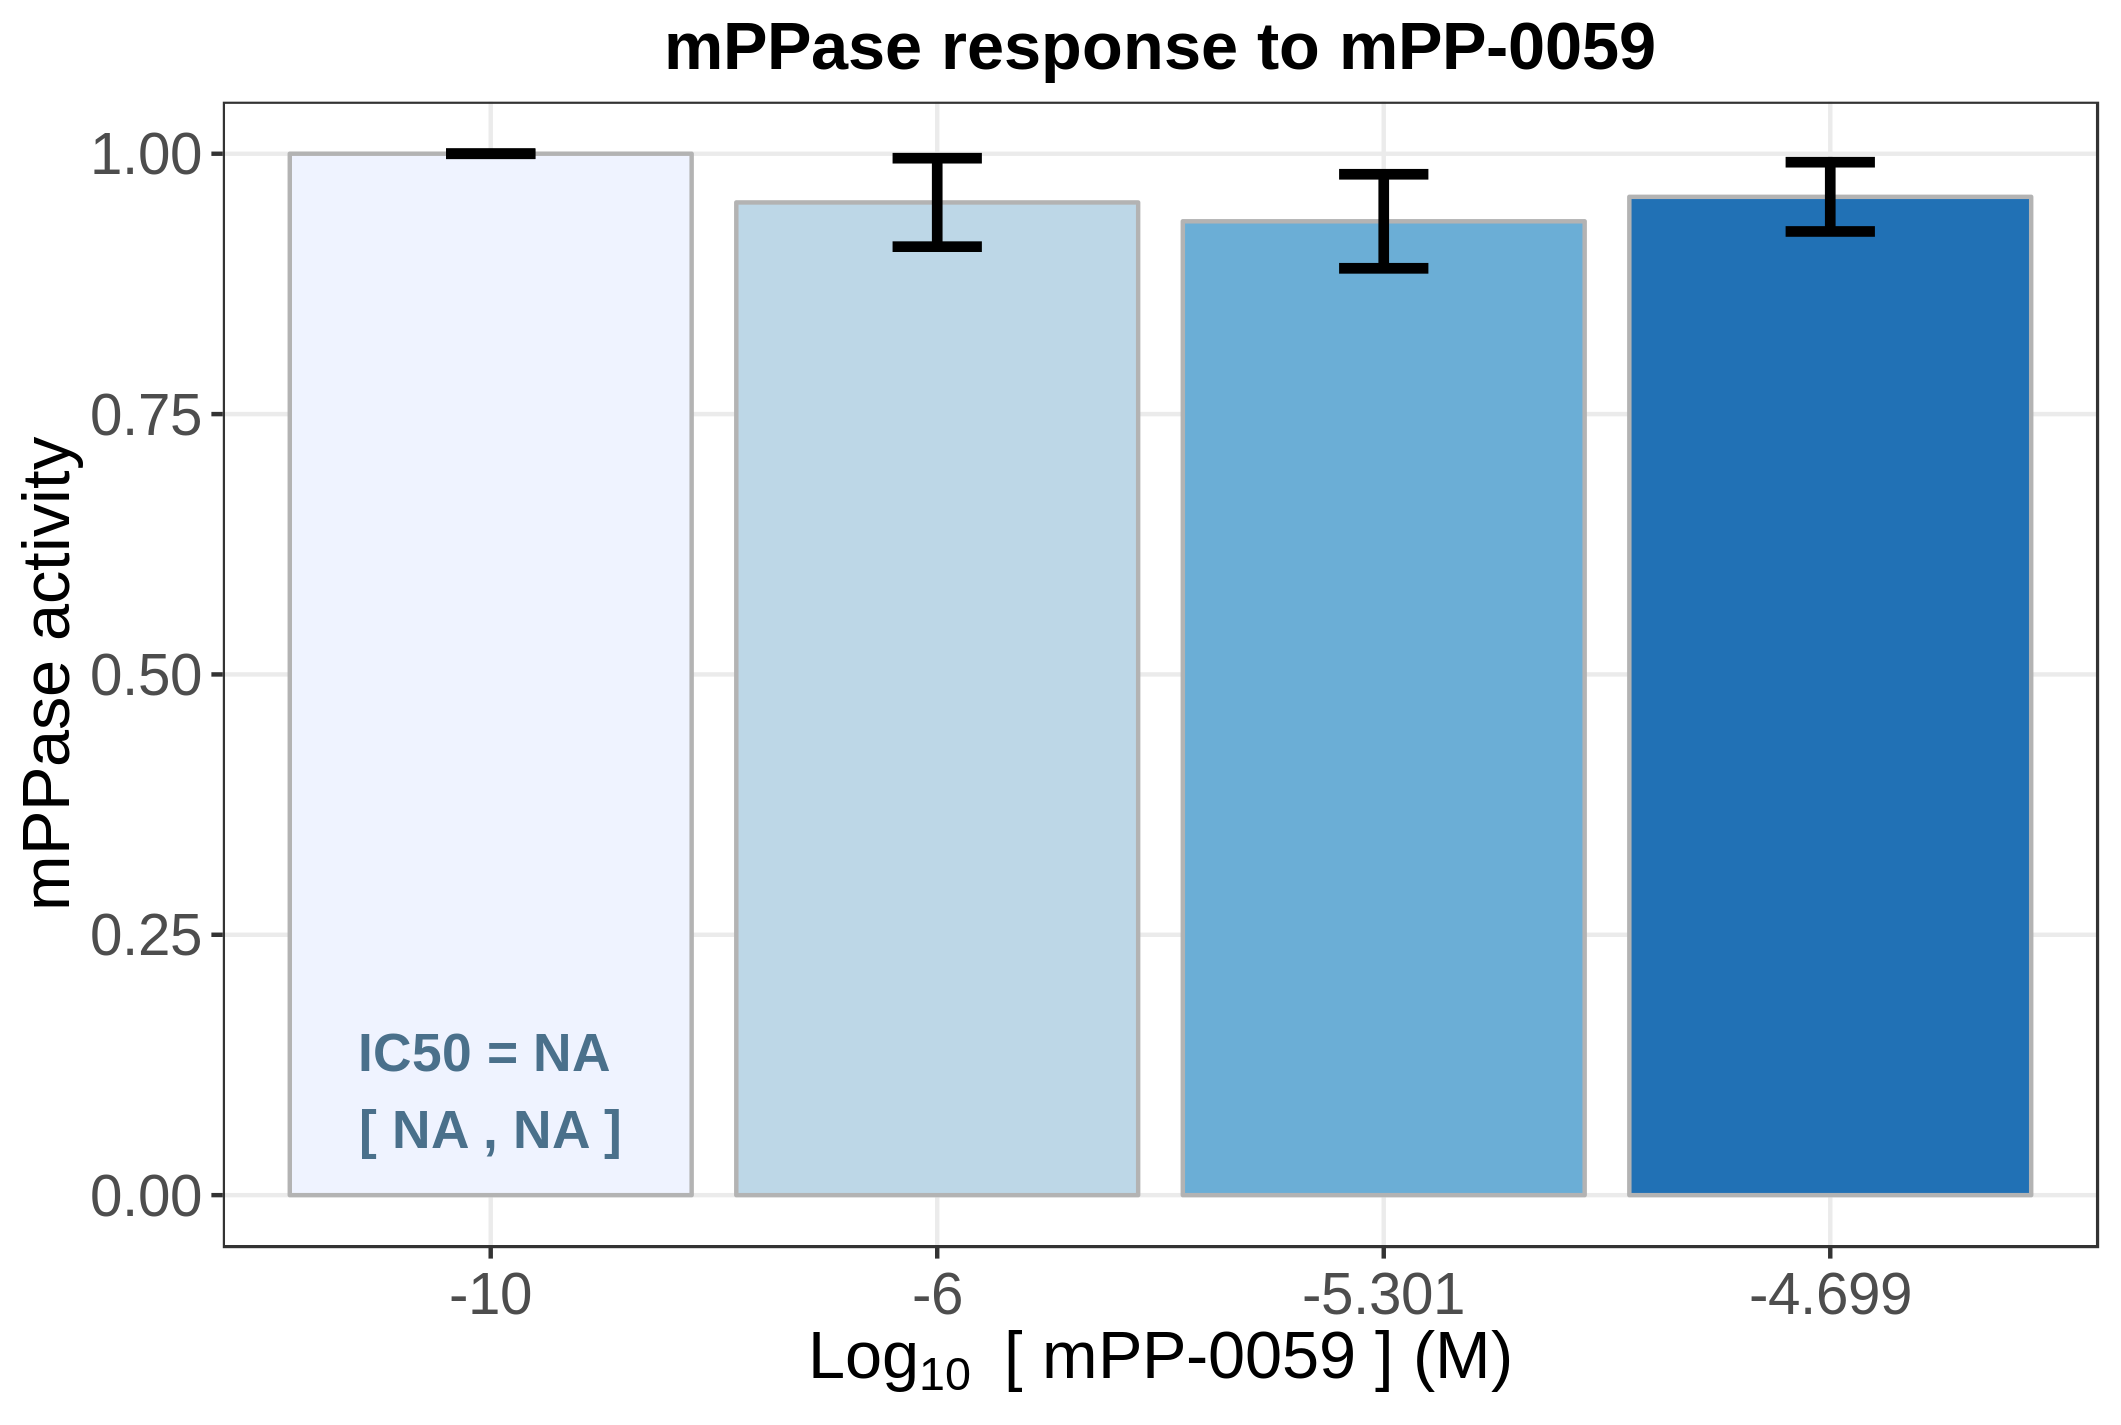 mPPase response to mPP-0059
mPPase activity
1.00
0.75
0.50
0.25
0.00
IC50 = NA
[ NA , NA ]
-10
-6
-5.301
-4.699
Log10 [ mPP-0059 ] (M)